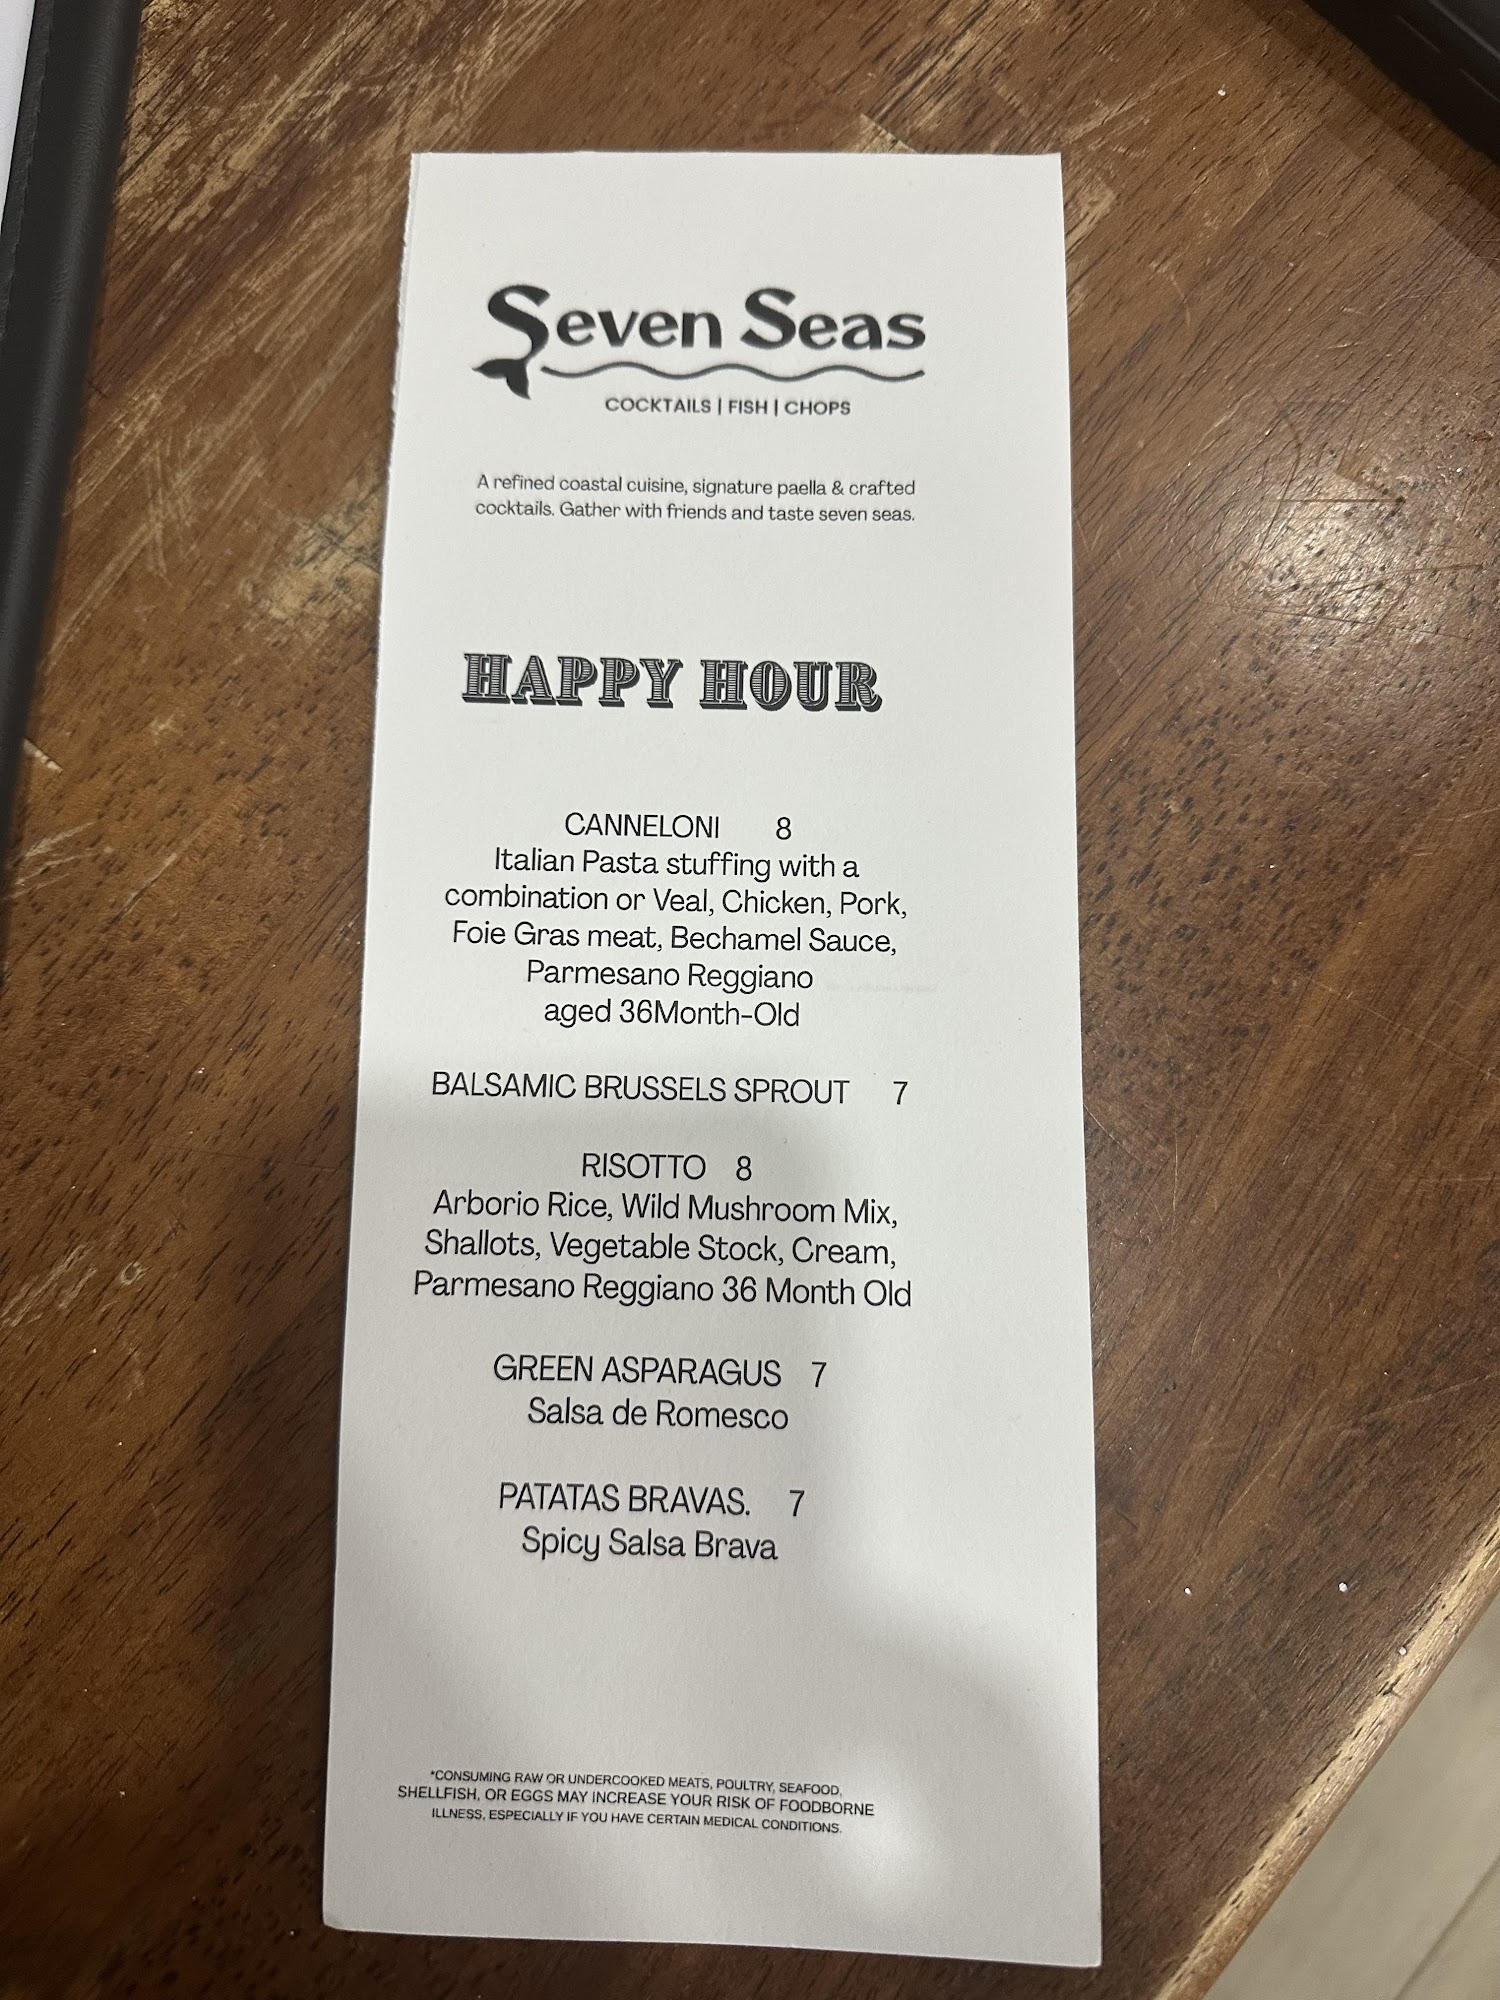 Seven Seas
COCKTAILS | FISH | CHOPS
A refined coastal cuisine, signature paella & crafted
cocktails. Gather with friends and taste seven seas.
HAPPY HOUR
CANNELONI 8
Italian Pasta stuffing with a
combination or Veal, Chicken, Pork,
Foie Gras meat, Bechamel Sauce,
Parmesano Reggiano
aged 36Month-Old
BALSAMIC BRUSSELS SPROUT 7
RISOTTO 8
Arborio Rice, Wild Mushroom Mix,
Shallots, Vegetable Stock, Cream,
Parmesano Reggiano 36 Month Old
GREEN ASPARAGUS 7
Salsa de Romesco
PATATAS BRAVAS. 7
Spicy Salsa Brava
*CONSUMING RAW OR UNDERCOOKED MEATS, POULTRY, SEAFOOD,
SHELLFISH, OR EGGS MAY INCREASE YOUR RISK OF FOODBORNE
ILLNESS, ESPECIALLY IF YOU HAVE CERTAIN MEDICAL CONDITIONS.